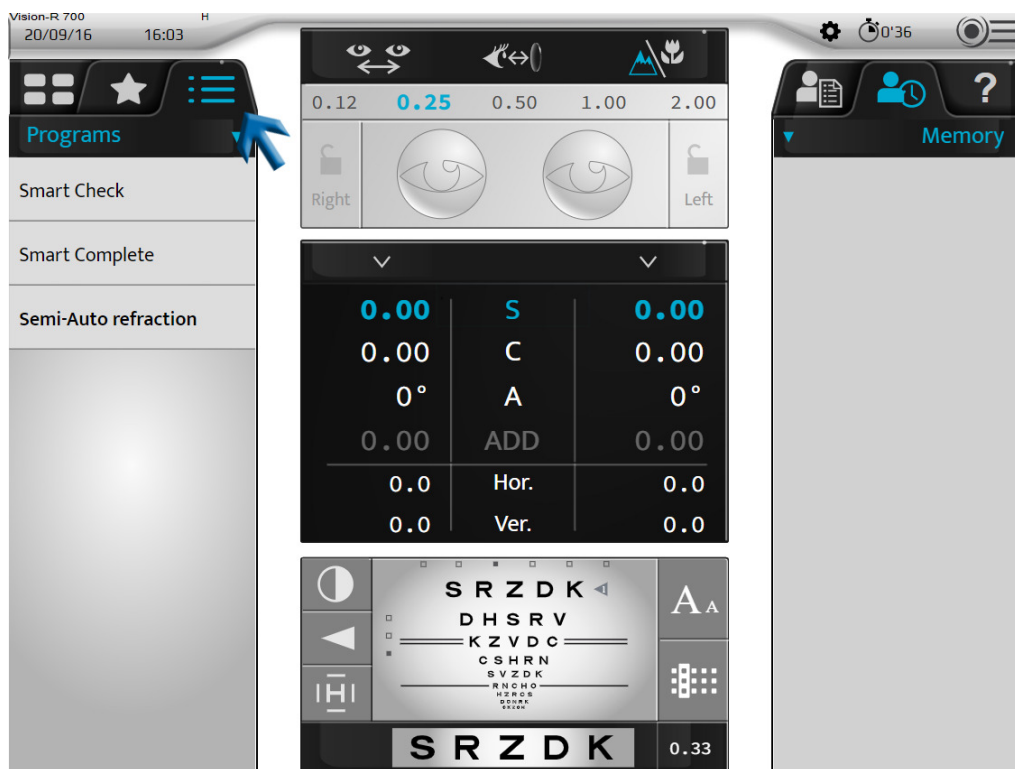 Vision-R 700 H
20/09/16 16:03
0'36
?
Programs
Memory
Smart Check
Smart Complete
Semi-Auto refraction
0.12 0.25 0.50 1.00 2.00
Right Left
0.00 S 0.00
0.00 C 0.00
0° A 0°
0.00 ADD 0.00
0.0 Hor. 0.0
0.0 Ver. 0.0
S R Z D K 1
D H S R V
K Z V D C
C S H R N
S V Z D K
R N C H O
H Z R C S
D O N R K
A A
H
S R Z D K 0.33